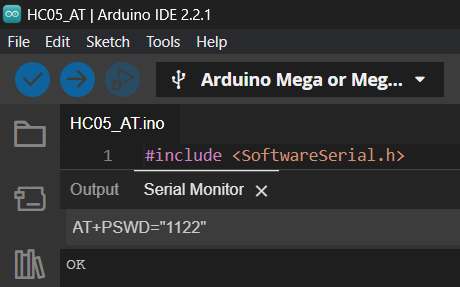 HC05_AT | Arduino IDE 2.2.1
File Edit Sketch Tools Help
Arduino Mega or Meg...
HC05_AT.ino
1 #include <SoftwareSerial.h>
Output Serial Monitor
AT+PSWD="1122"
OK